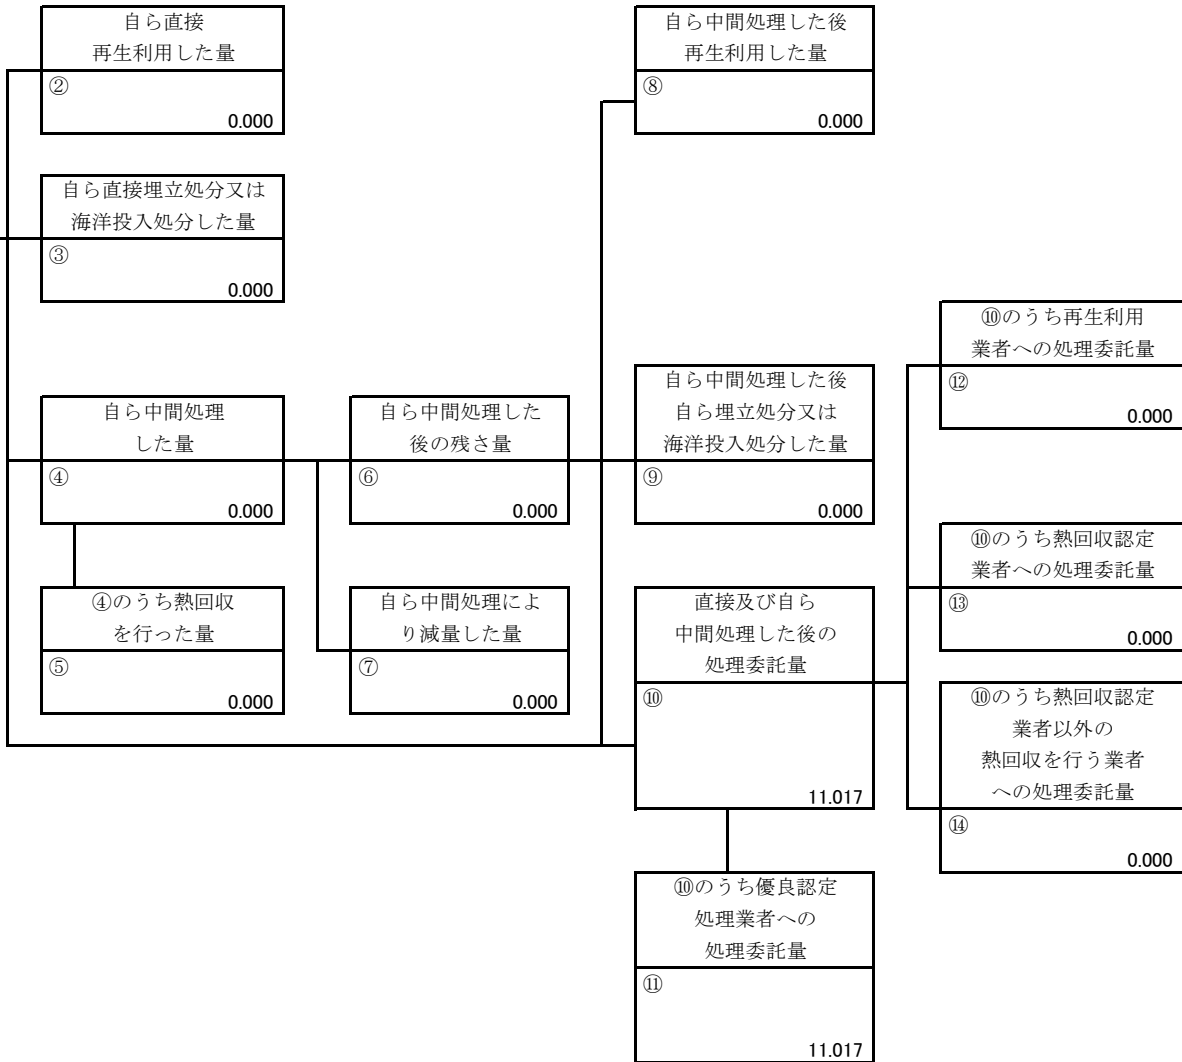 自ら直接
再生利用した量
②
0.000
自ら中間処理した後
再生利用した量
⑧
0.000
自ら直接埋立処分又は
海洋投入処分した量
③
0.000
⑩のうち再生利用
業者への処理委託量
⑫
0.000
自ら中間処理
した量
④
0.000
自ら中間処理した
後の残さ量
⑥
0.000
自ら中間処理した後
自ら埋立処分又は
海洋投入処分した量
⑨
0.000
⑩のうち熱回収認定
業者への処理委託量
⑬
0.000
④のうち熱回収
を行った量
⑤
0.000
自ら中間処理によ
り減量した量
⑦
0.000
直接及び自ら
中間処理した後の
処理委託量
⑩
11.017
⑩のうち熱回収認定
業者以外の
熱回収を行う業者
への処理委託量
⑭
0.000
⑩のうち優良認定
処理業者への
処理委託量
⑪
11.017